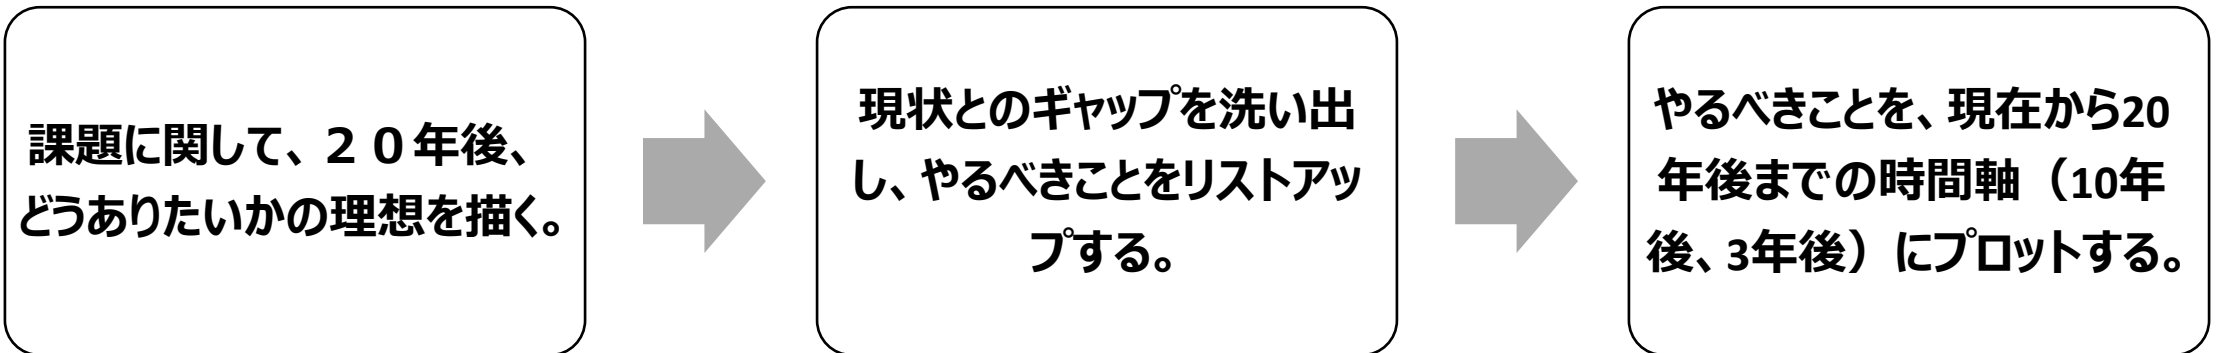 課題に関して、２０年後、
どうありたいかの理想を描く。
現状とのギャップを洗い出
し、やるべきことをリストアッ
プする。
やるべきことを、現在から20
年後までの時間軸（10年
後、3年後）にプロットする。